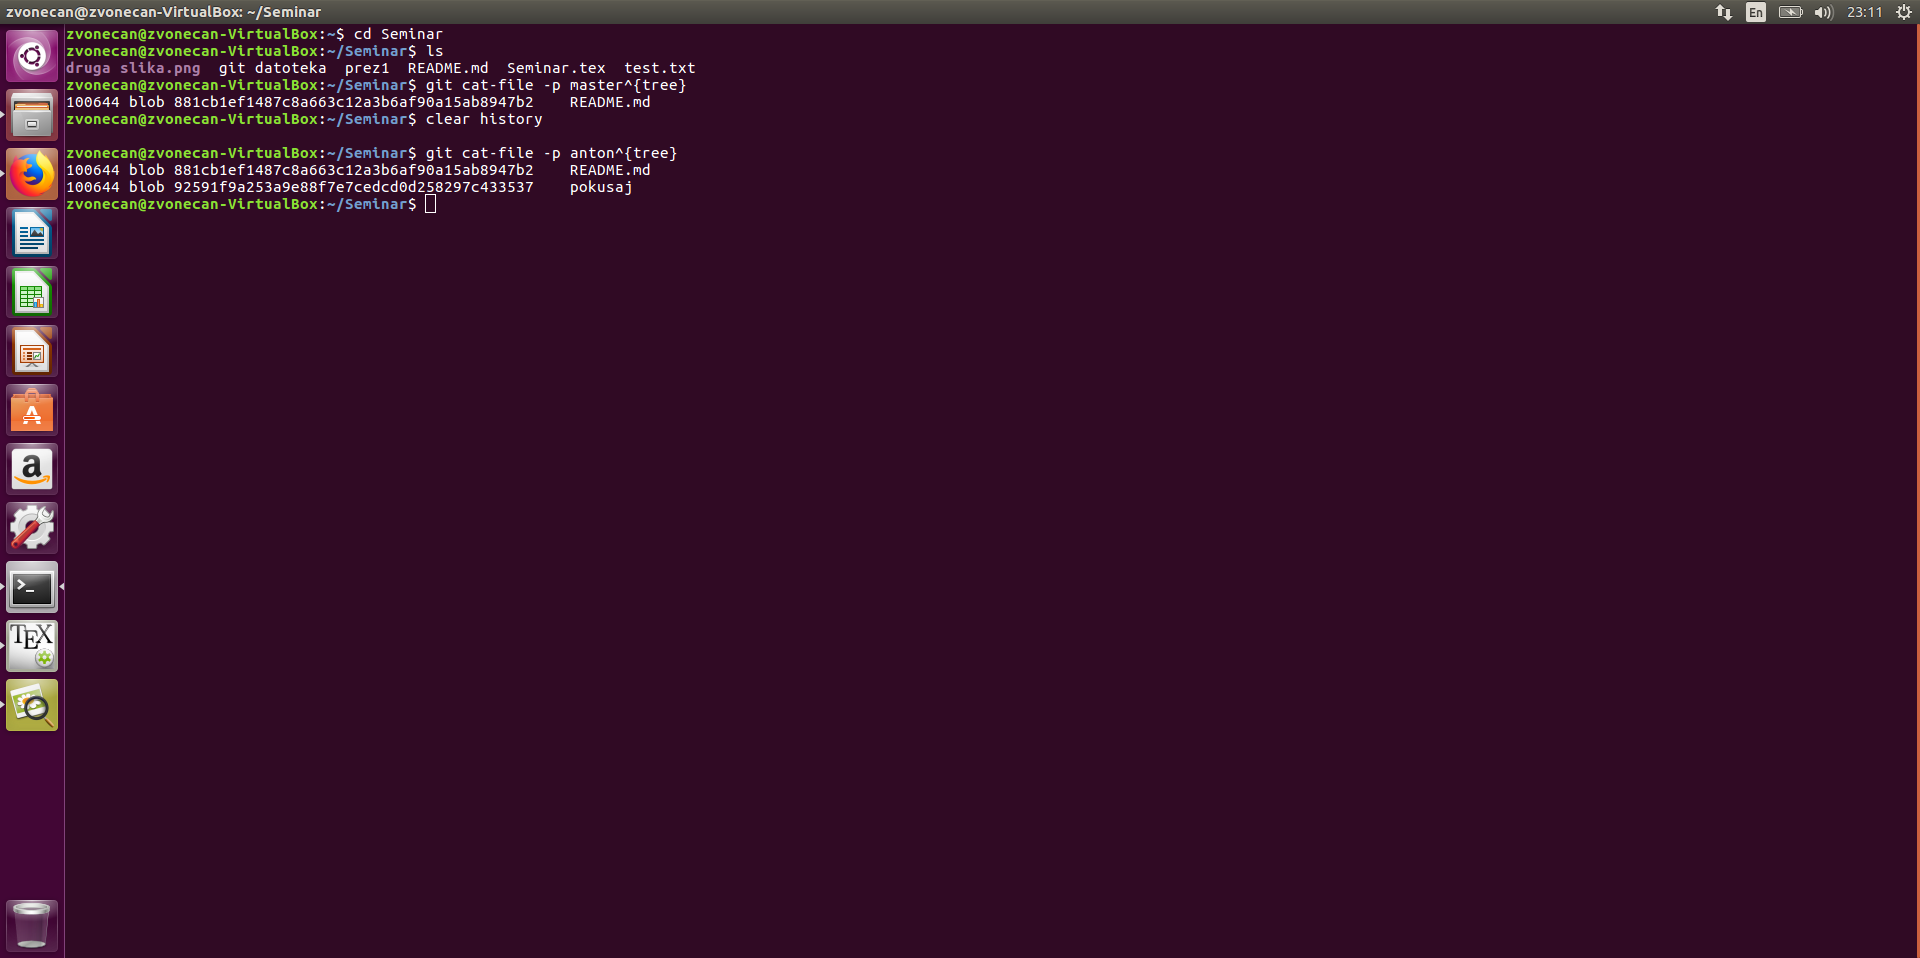 zvonecan@zvonecan-VirtualBox: ~/Seminar
En
23:11
zvonecan@zvonecan-VirtualBox:~$ cd Seminar
zvonecan@zvonecan-VirtualBox:~/Seminar$ ls
druga slika.png  git datoteka  prez1  README.md  Seminar.tex  test.txt
zvonecan@zvonecan-VirtualBox:~/Seminar$ git cat-file -p master^{tree}
100644 blob 881cb1ef1487c8a663c12a3b6af90a15ab8947b2    README.md
zvonecan@zvonecan-VirtualBox:~/Seminar$ clear history
zvonecan@zvonecan-VirtualBox:~/Seminar$ git cat-file -p anton^{tree}
100644 blob 881cb1ef1487c8a663c12a3b6af90a15ab8947b2    README.md
100644 blob 92591f9a253a9e88f7e7cedcd0d258297c433537    pokusaj
zvonecan@zvonecan-VirtualBox:~/Seminar$
A
a
>_
TEX